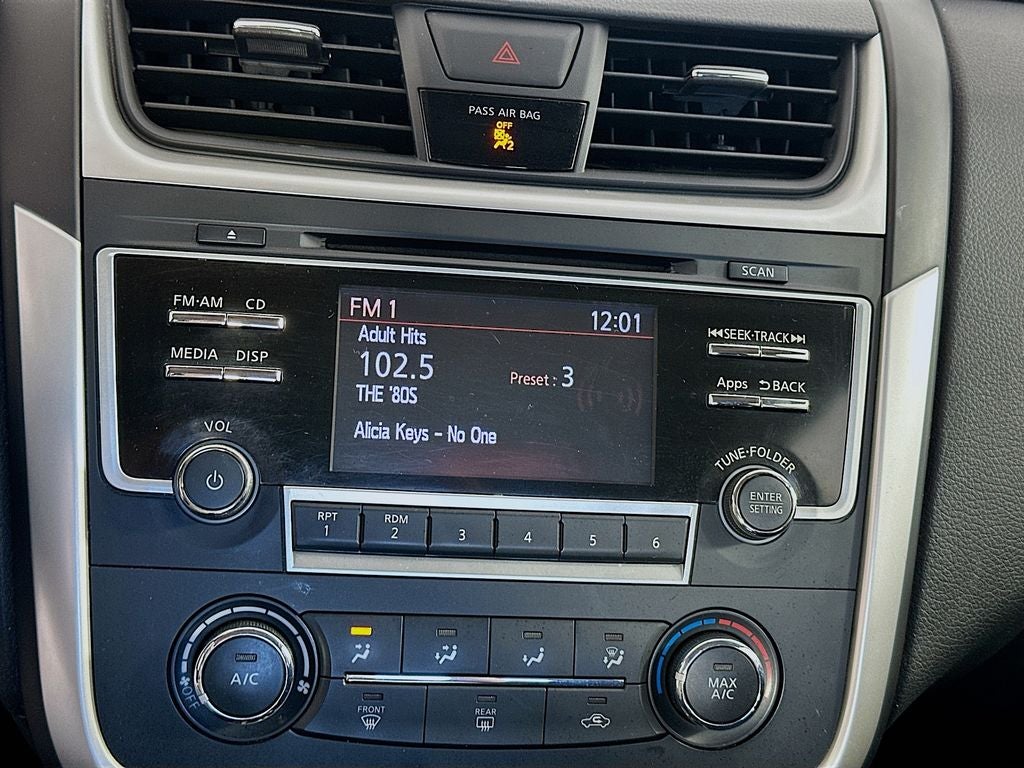 PASS AIR BAG
OFF
2
SCAN
FM·AM CD
MEDIA DISP
VOL
FM 1 12:01
Adult Hits
102.5
Preset : 3
THE '80S
Alicia Keys - No One
SEEK·TRACK
Apps BACK
TUNE·FOLDER
ENTER
SETTING
RPT
1
RDM
2
3
4
5
6
OFF
A/C
MAX
A/C
FRONT
REAR